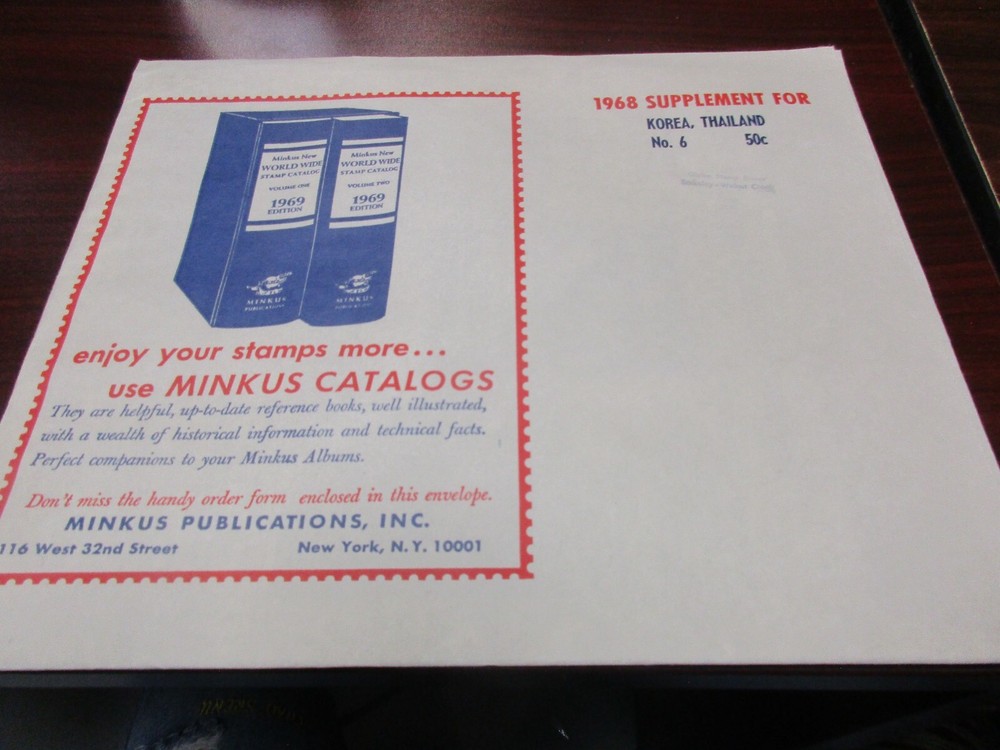 1968 SUPPLEMENT FOR
KOREA, THAILAND
No. 6 50c
Minkus New
WORLD WIDE
STAMP CATALOG
VOLUME ONE
1969
EDITION
MINKUS
PUBLICATIONS
Minkus New
WORLD WIDE
STAMP CATALOG
VOLUME TWO
1969
EDITION
MINKUS
PUBLICATIONS
enjoy your stamps more...
use MINKUS CATALOGS
They are helpful, up-to-date reference books, well illustrated,
with a wealth of historical information and technical facts.
Perfect companions to your Minkus Albums.
Don't miss the handy order form enclosed in this envelope.
MINKUS PUBLICATIONS, INC.
116 West 32nd Street New York, N.Y. 10001